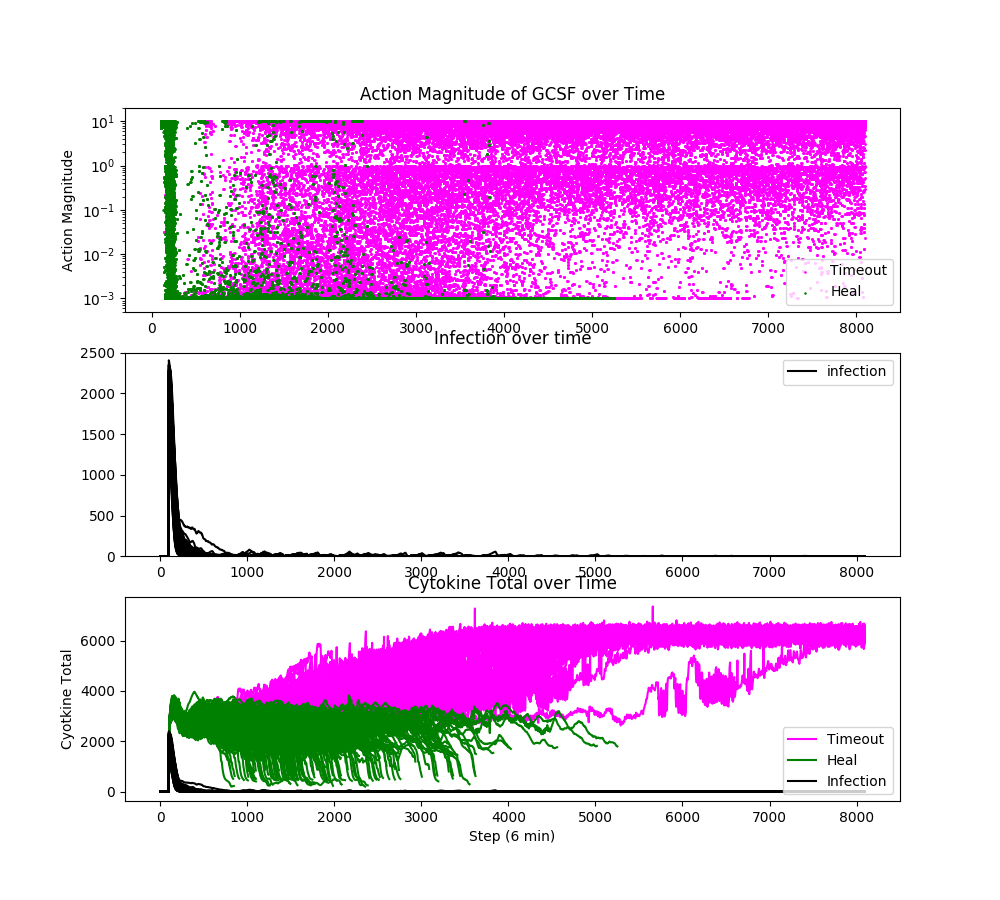 Action Magnitude of GCSF over Time
Action Magnitude
10¹
10⁰
10⁻¹
10⁻²
10⁻³
Timeout
Heal
0 1000 2000 3000 4000 5000 6000 7000 8000
Infection over time
2500
2000
1500
1000
500
0
infection
0 1000 2000 3000 4000 5000 6000 7000 8000
Cytokine Total over Time
Cyotkine Total
6000
4000
2000
0
Timeout
Heal
Infection
0 1000 2000 3000 4000 5000 6000 7000 8000
Step (6 min)